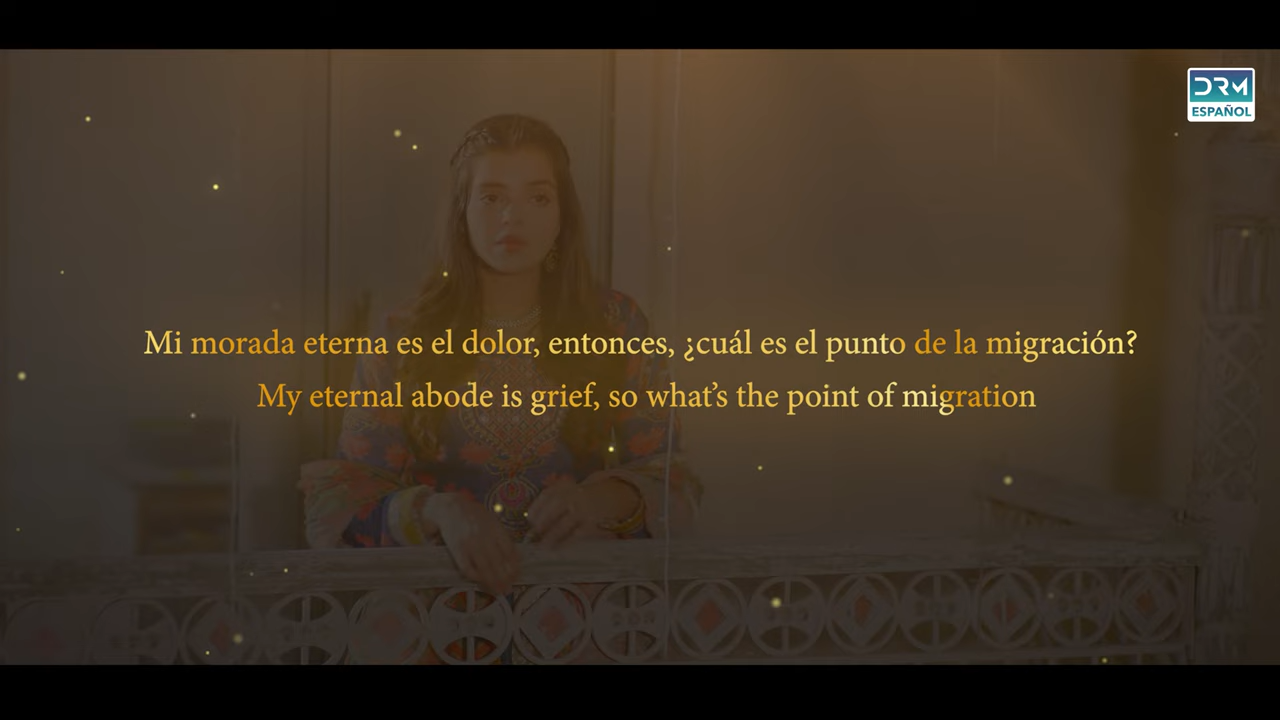 DRM
ESPAÑOL
Mi morada eterna es el dolor, entonces, ¿cuál es el punto de la migración?
My eternal abode is grief, so what's the point of migration